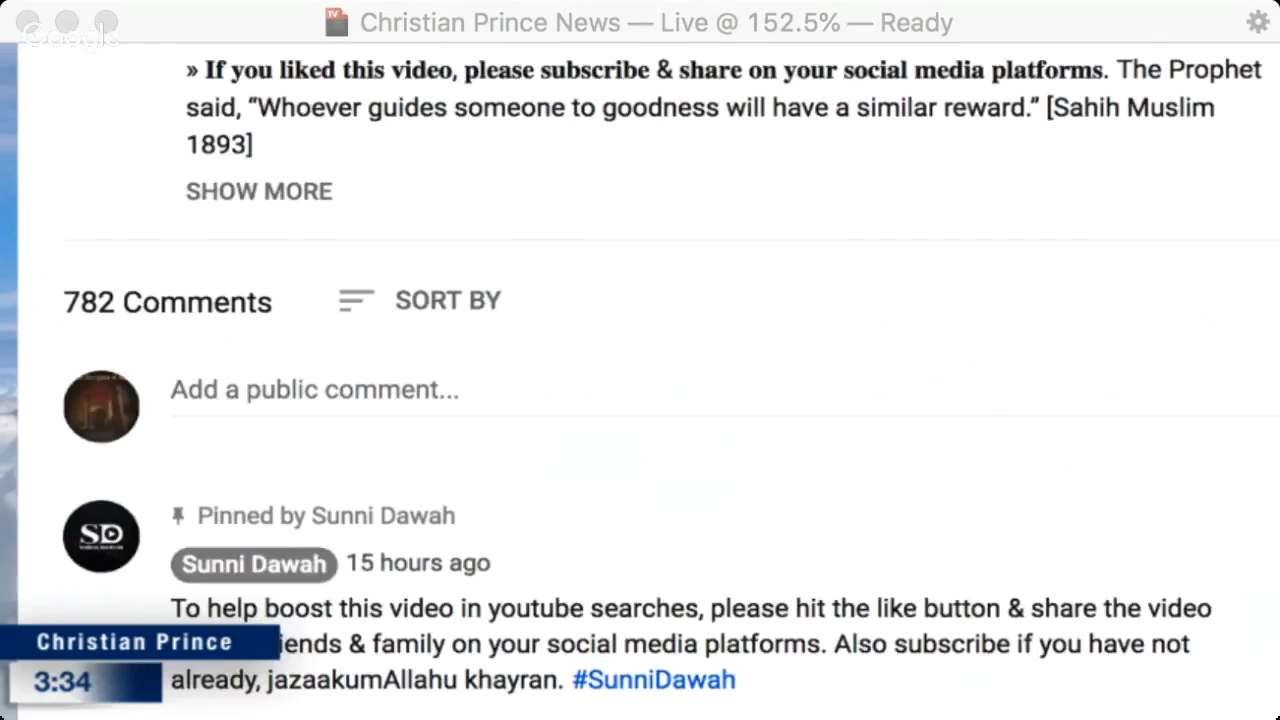 Christian Prince News — Live @ 152.5% — Ready
Google
» If you liked this video, please subscribe & share on your social media platforms. The Prophet
said, “Whoever guides someone to goodness will have a similar reward.” [Sahih Muslim
1893]
SHOW MORE
782 Comments SORT BY
Add a public comment...
Pinned by Sunni Dawah
SD
Sunni Dawah 15 hours ago
To help boost this video in youtube searches, please hit the like button & share the video
iends & family on your social media platforms. Also subscribe if you have not
already, jazaakumAllahu khayran. #SunniDawah
Christian Prince
3:34